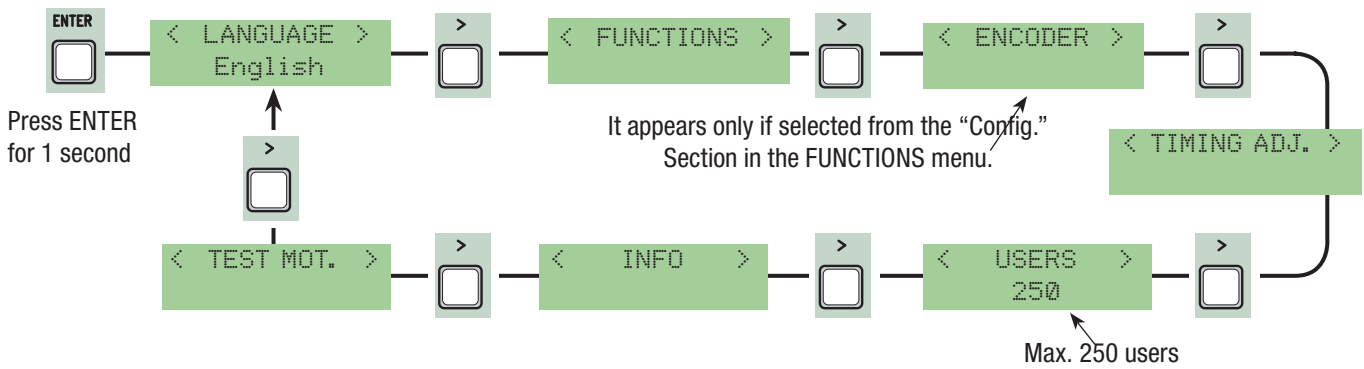 ENTER
Press ENTER
for 1 second
< LANGUAGE >
English
>
< FUNCTIONS >
>
< ENCODER >
>
It appears only if selected from the “Config.”
Section in the FUNCTIONS menu.
< TIMING ADJ. >
>
< USERS >
250
Max. 250 users
>
< INFO >
>
< TEST MOT. >
>